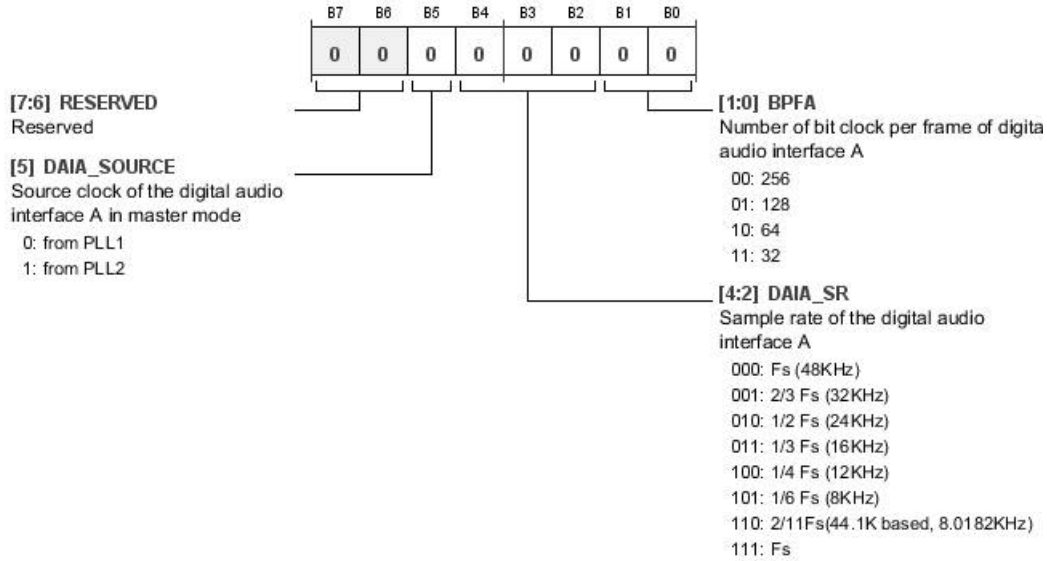 B7 B6 B5 B4 B3 B2 B1 B0
0 0 0 0 0 0 0 0
[7:6] RESERVED
Reserved
[5] DAIA_SOURCE
Source clock of the digital audio
interface A in master mode
0: from PLL1
1: from PLL2
[1:0] BPFA
Number of bit clock per frame of digita
audio interface A
00: 256
01: 128
10: 64
11: 32
[4:2] DAIA_SR
Sample rate of the digital audio
interface A
000: Fs (48KHz)
001: 2/3 Fs (32KHz)
010: 1/2 Fs (24KHz)
011: 1/3 Fs (16KHz)
100: 1/4 Fs (12KHz)
101: 1/6 Fs (8KHz)
110: 2/11Fs(44.1K based, 8.0182KHz)
111: Fs